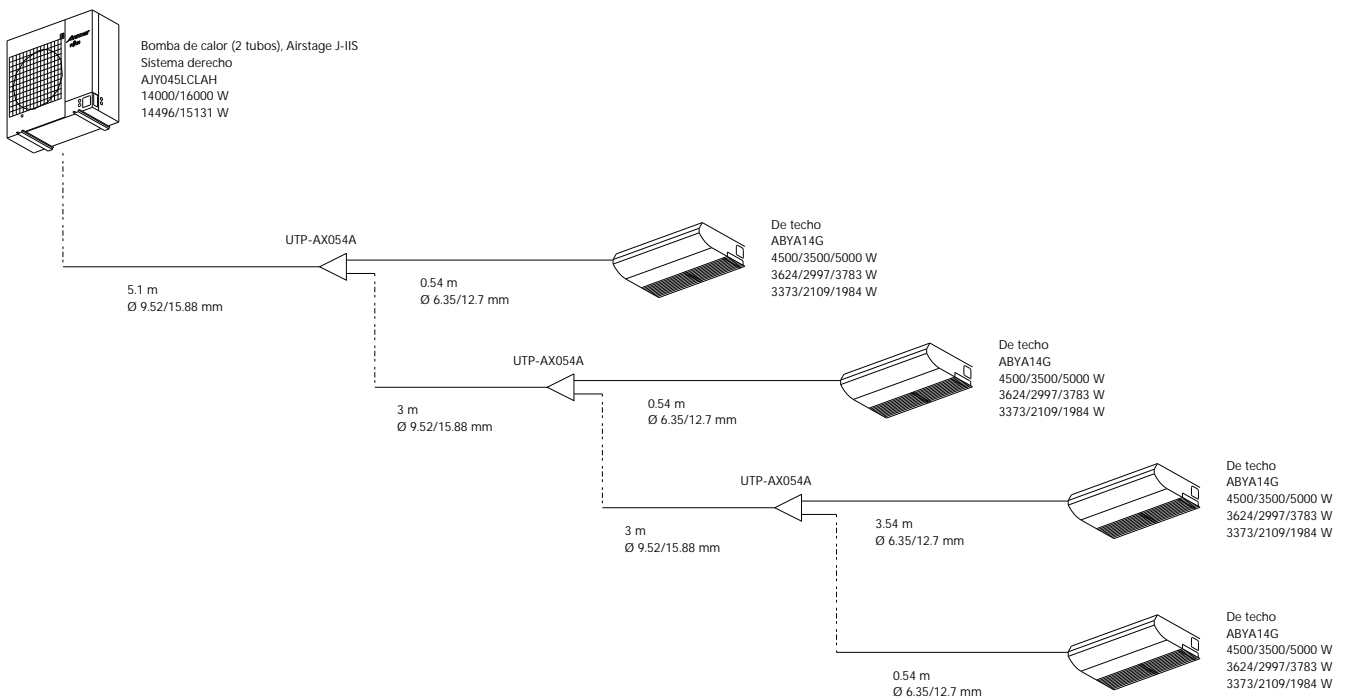 Bomba de calor (2 tubos), Airstage J-IIS
Sistema derecho
AJY045LCLAH
14000/16000 W
14496/15131 W
UTP-AX054A
De techo
ABYA14G
4500/3500/5000 W
3624/2997/3783 W
3373/2109/1984 W
5.1 m
Ø 9.52/15.88 mm
0.54 m
Ø 6.35/12.7 mm
UTP-AX054A
De techo
ABYA14G
4500/3500/5000 W
3624/2997/3783 W
3373/2109/1984 W
3 m
Ø 9.52/15.88 mm
0.54 m
Ø 6.35/12.7 mm
UTP-AX054A
De techo
ABYA14G
4500/3500/5000 W
3624/2997/3783 W
3373/2109/1984 W
3 m
Ø 9.52/15.88 mm
3.54 m
Ø 6.35/12.7 mm
De techo
ABYA14G
4500/3500/5000 W
3624/2997/3783 W
3373/2109/1984 W
0.54 m
Ø 6.35/12.7 mm